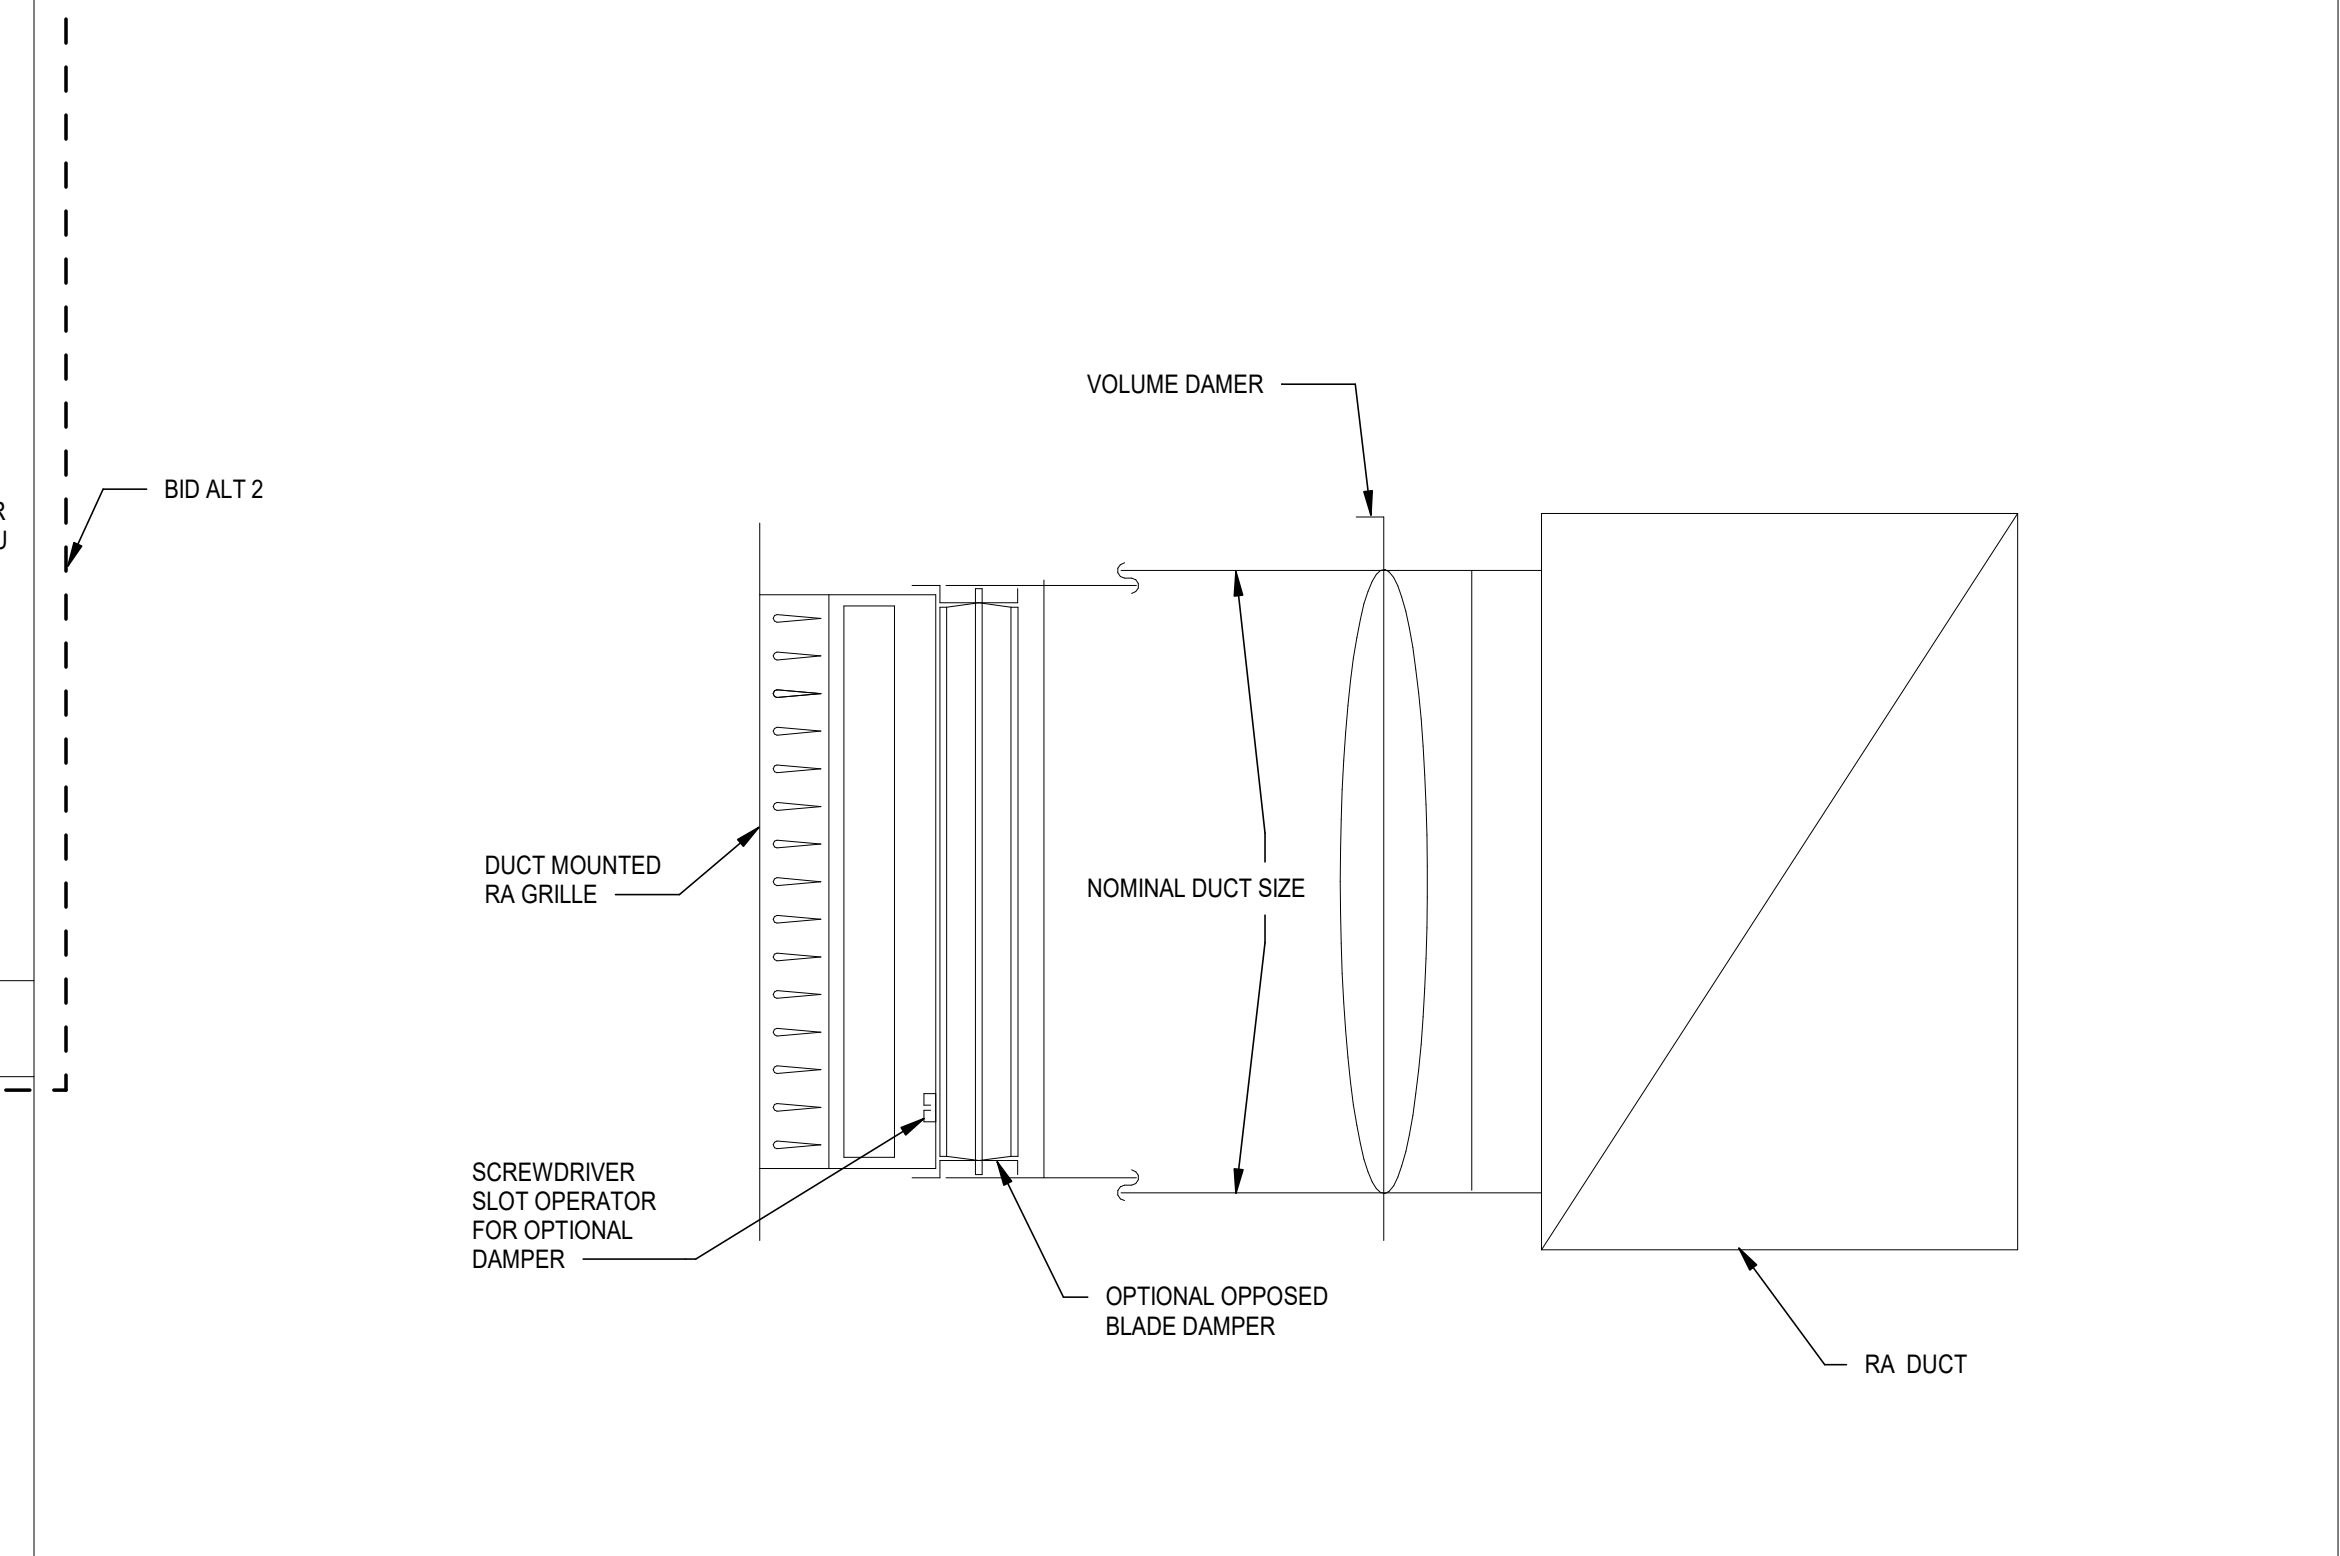 VOLUME DAMER
BID ALT 2
R
U
DUCT MOUNTED
RA GRILLE
NOMINAL DUCT SIZE
SCREWDRIVER
SLOT OPERATOR
FOR OPTIONAL
DAMPER
OPTIONAL OPPOSED
BLADE DAMPER
RA DUCT